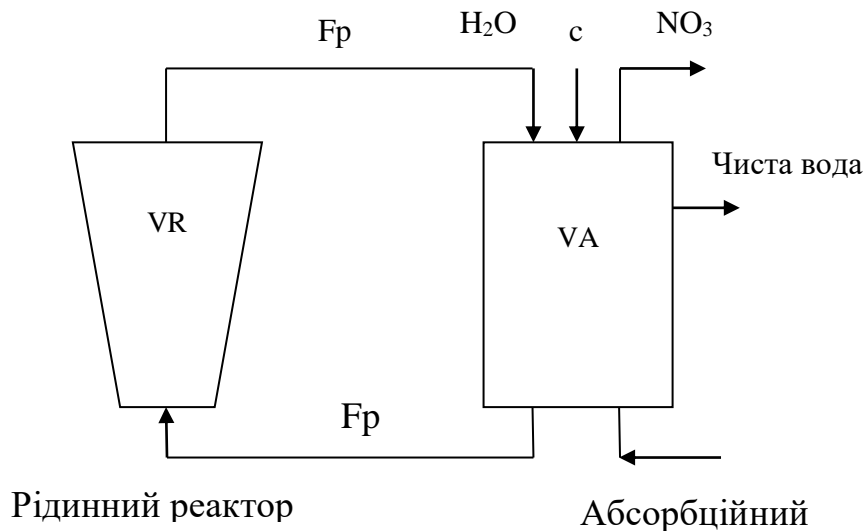 Fp H₂O c NO₃
Чиста вода
VR VA
Fp
Рідинний реактор Абсорбційний